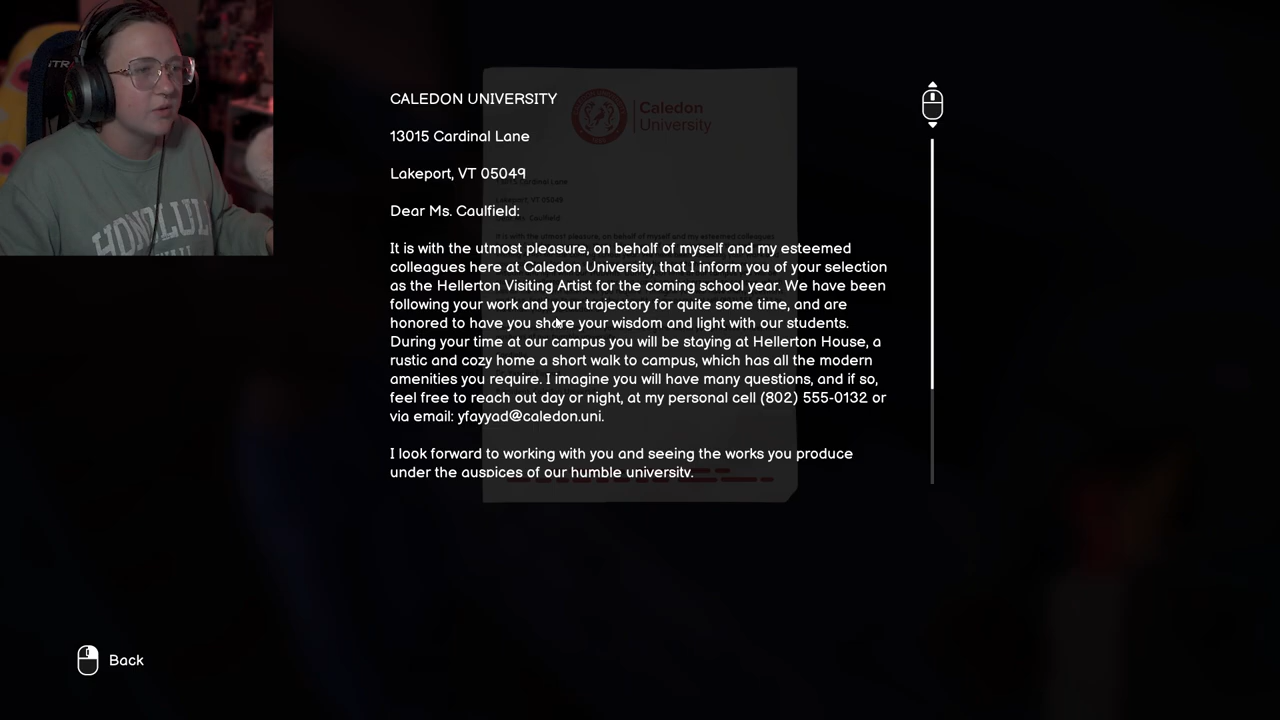 CALEDON UNIVERSITY
Caledon
University
13015 Cardinal Lane
Lakeport, VT 05049
Dear Ms. Caulfield:
It is with the utmost pleasure, on behalf of myself and my esteemed
colleagues here at Caledon University, that I inform you of your selection
as the Hellerton Visiting Artist for the coming school year. We have been
following your work and your trajectory for quite some time, and are
honored to have you share your wisdom and light with our students.
During your time at our campus you will be staying at Hellerton House, a
rustic and cozy home a short walk to campus, which has all the modern
amenities you require. I imagine you will have many questions, and if so,
feel free to reach out day or night, at my personal cell (802) 555-0132 or
via email: yfayyad@caledon.uni.
I look forward to working with you and seeing the works you produce
under the auspices of our humble university.
Back